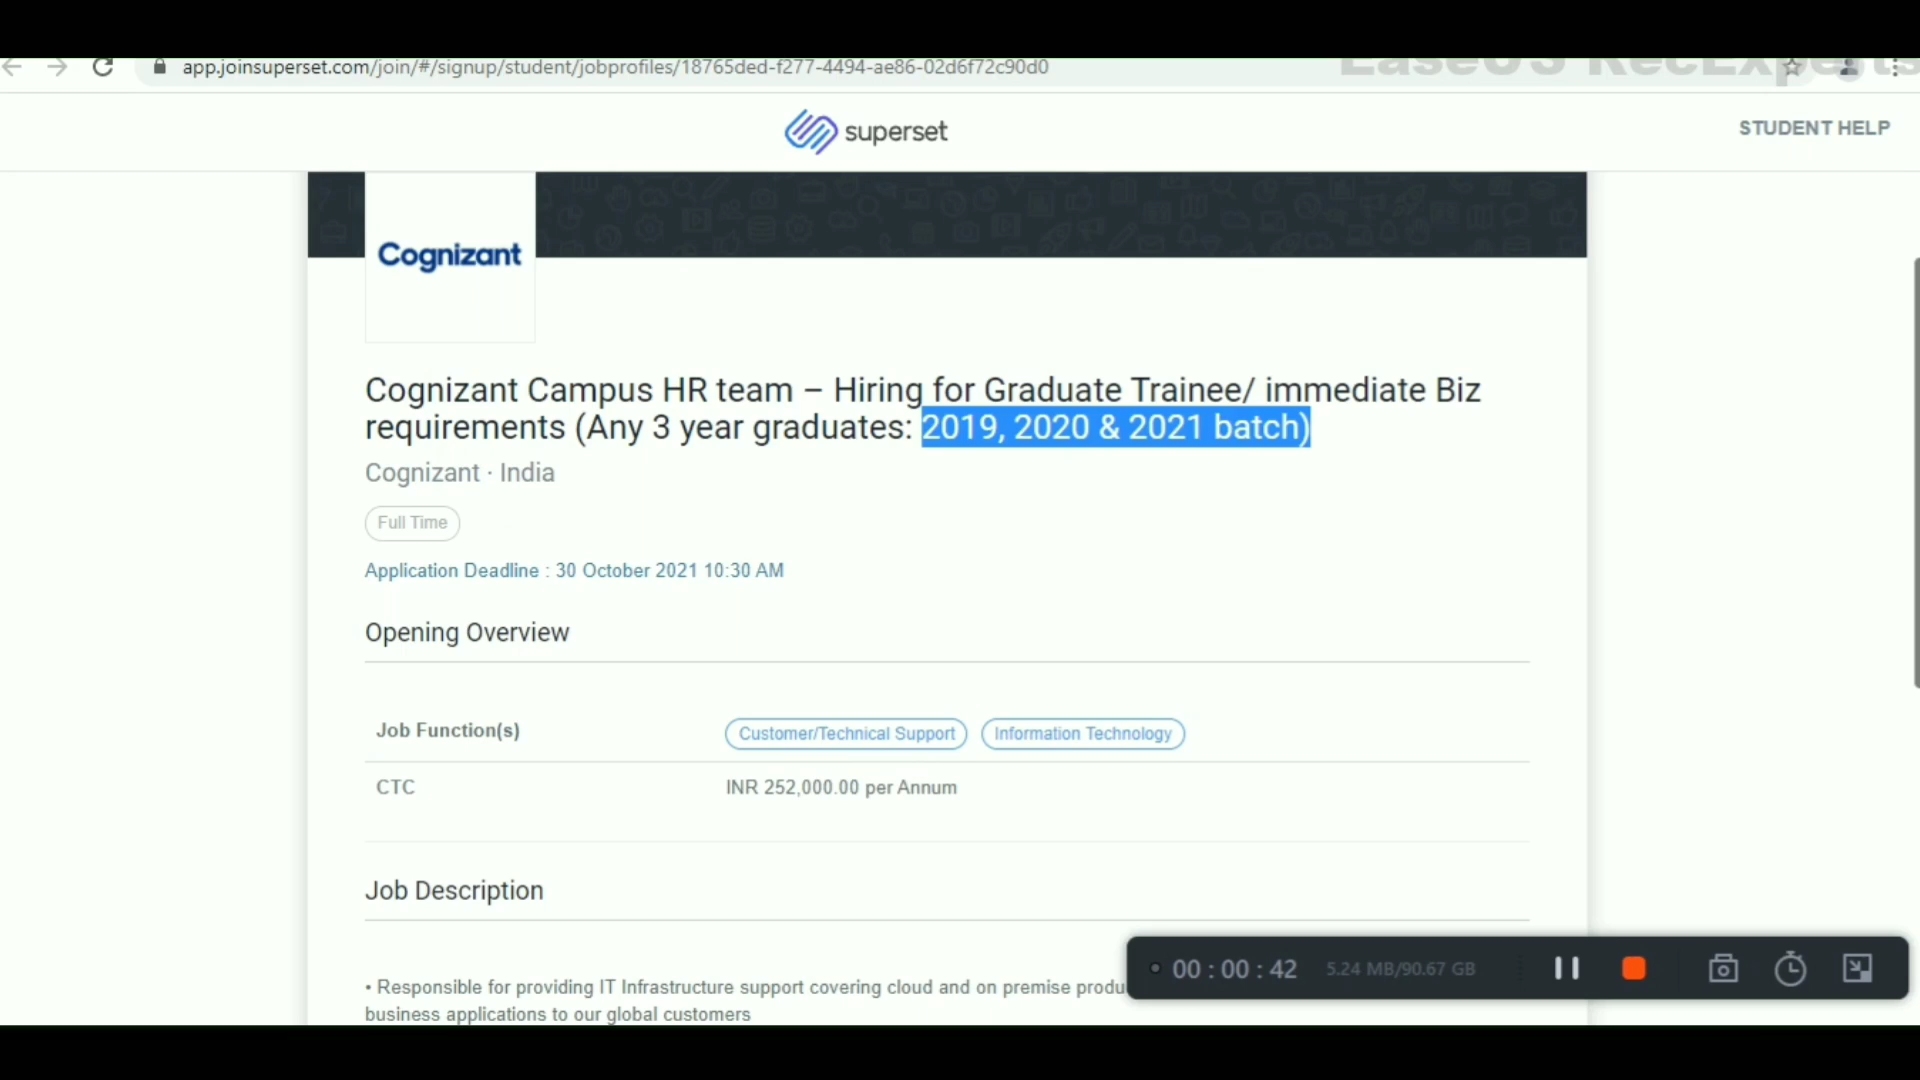 app.joinsuperset.com/join/#/signup/student/jobprofiles/18765ded-f277-4494-ae86-02d6f72c90d0
EaseUS RecExperts
superset
STUDENT HELP
Cognizant
Cognizant Campus HR team – Hiring for Graduate Trainee/ immediate Biz
requirements (Any 3 year graduates: 2019, 2020 & 2021 batch)
Cognizant · India
Full Time
Application Deadline : 30 October 2021 10:30 AM
Opening Overview
Job Function(s) Customer/Technical Support Information Technology
CTC INR 252,000.00 per Annum
Job Description
• Responsible for providing IT Infrastructure support covering cloud and on premise
business applications to our global customers
00 : 00 : 42 5.24 MB/90.67 GB